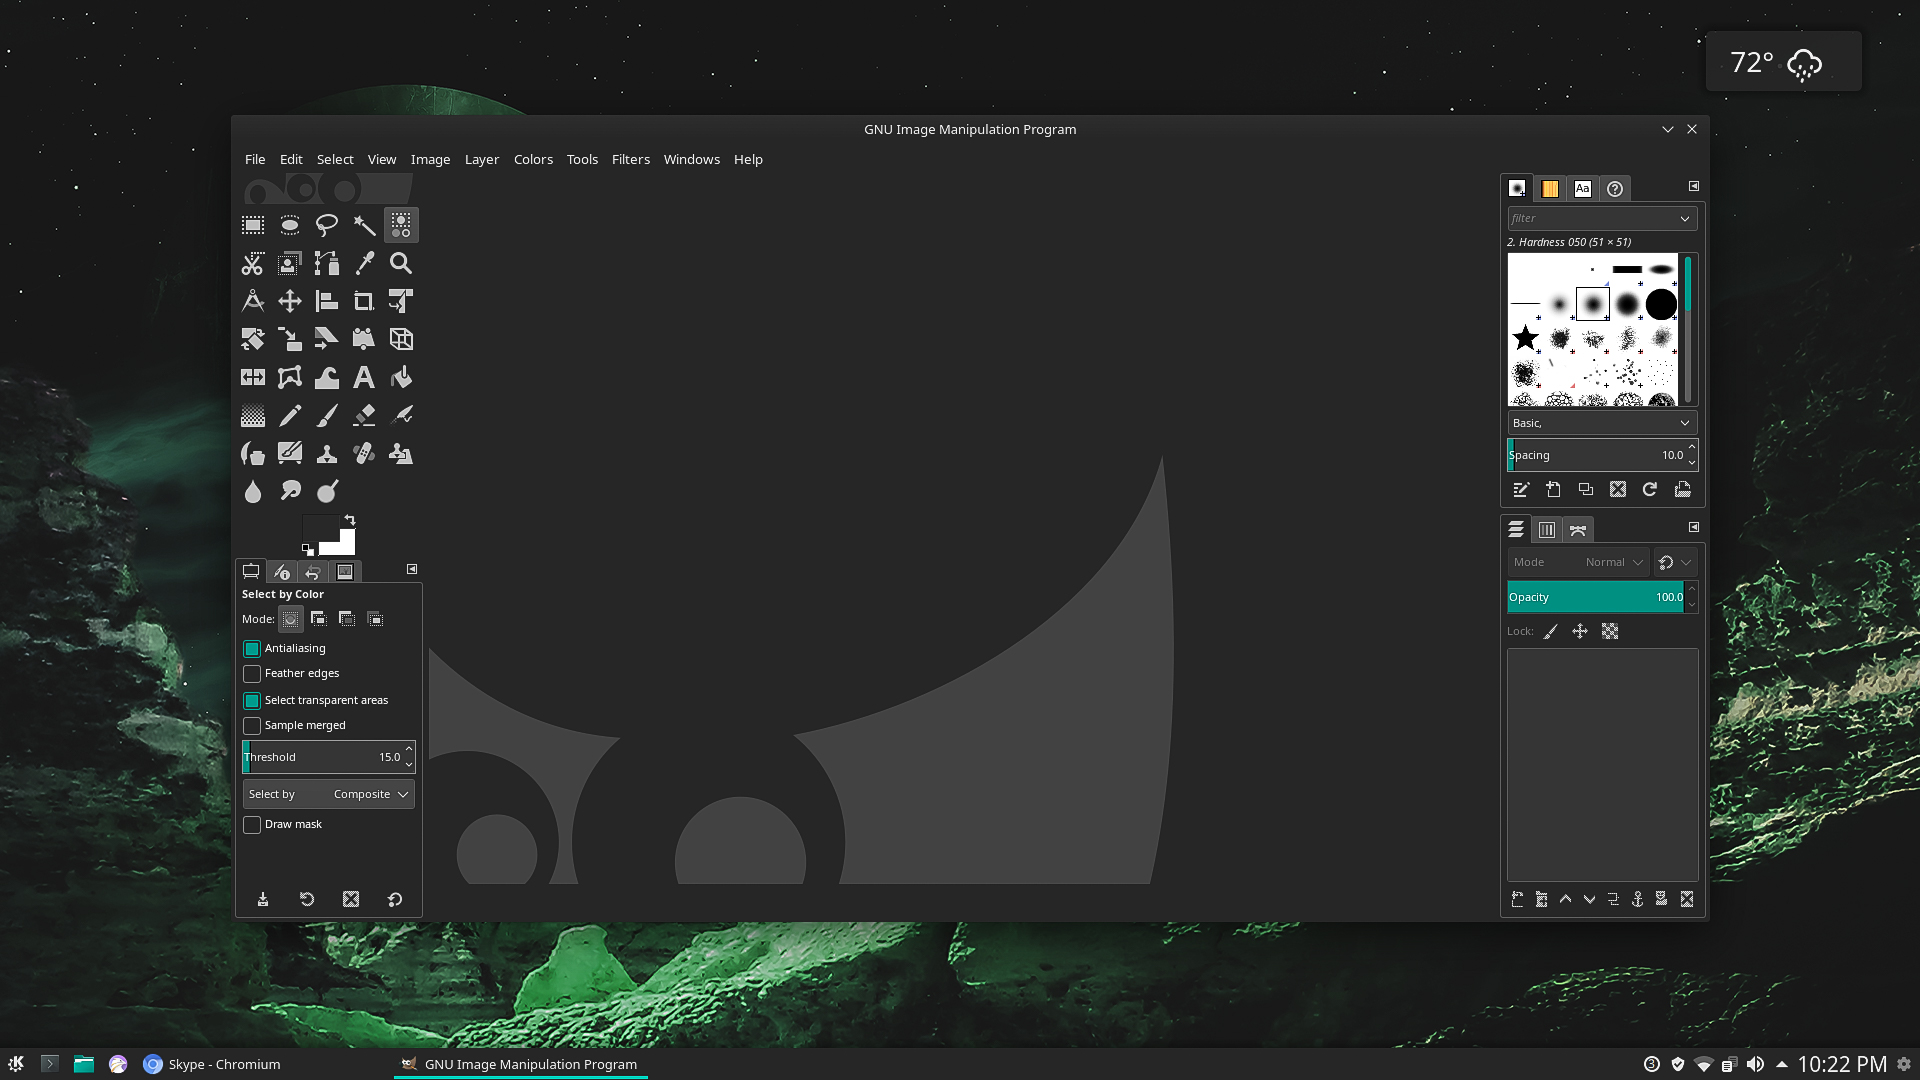 72°
GNU Image Manipulation Program
File Edit Select View Image Layer Colors Tools Filters Windows Help
Aa
filter
2. Hardness 050 (51 × 51)
Basic,
Spacing 10.0
Mode Normal
Opacity 100.0
Lock:
Select by Color
Mode:
Antialiasing
Feather edges
Select transparent areas
Sample merged
Threshold 15.0
Select by Composite
Draw mask
Skype - Chromium
GNU Image Manipulation Program
3
10:22 PM